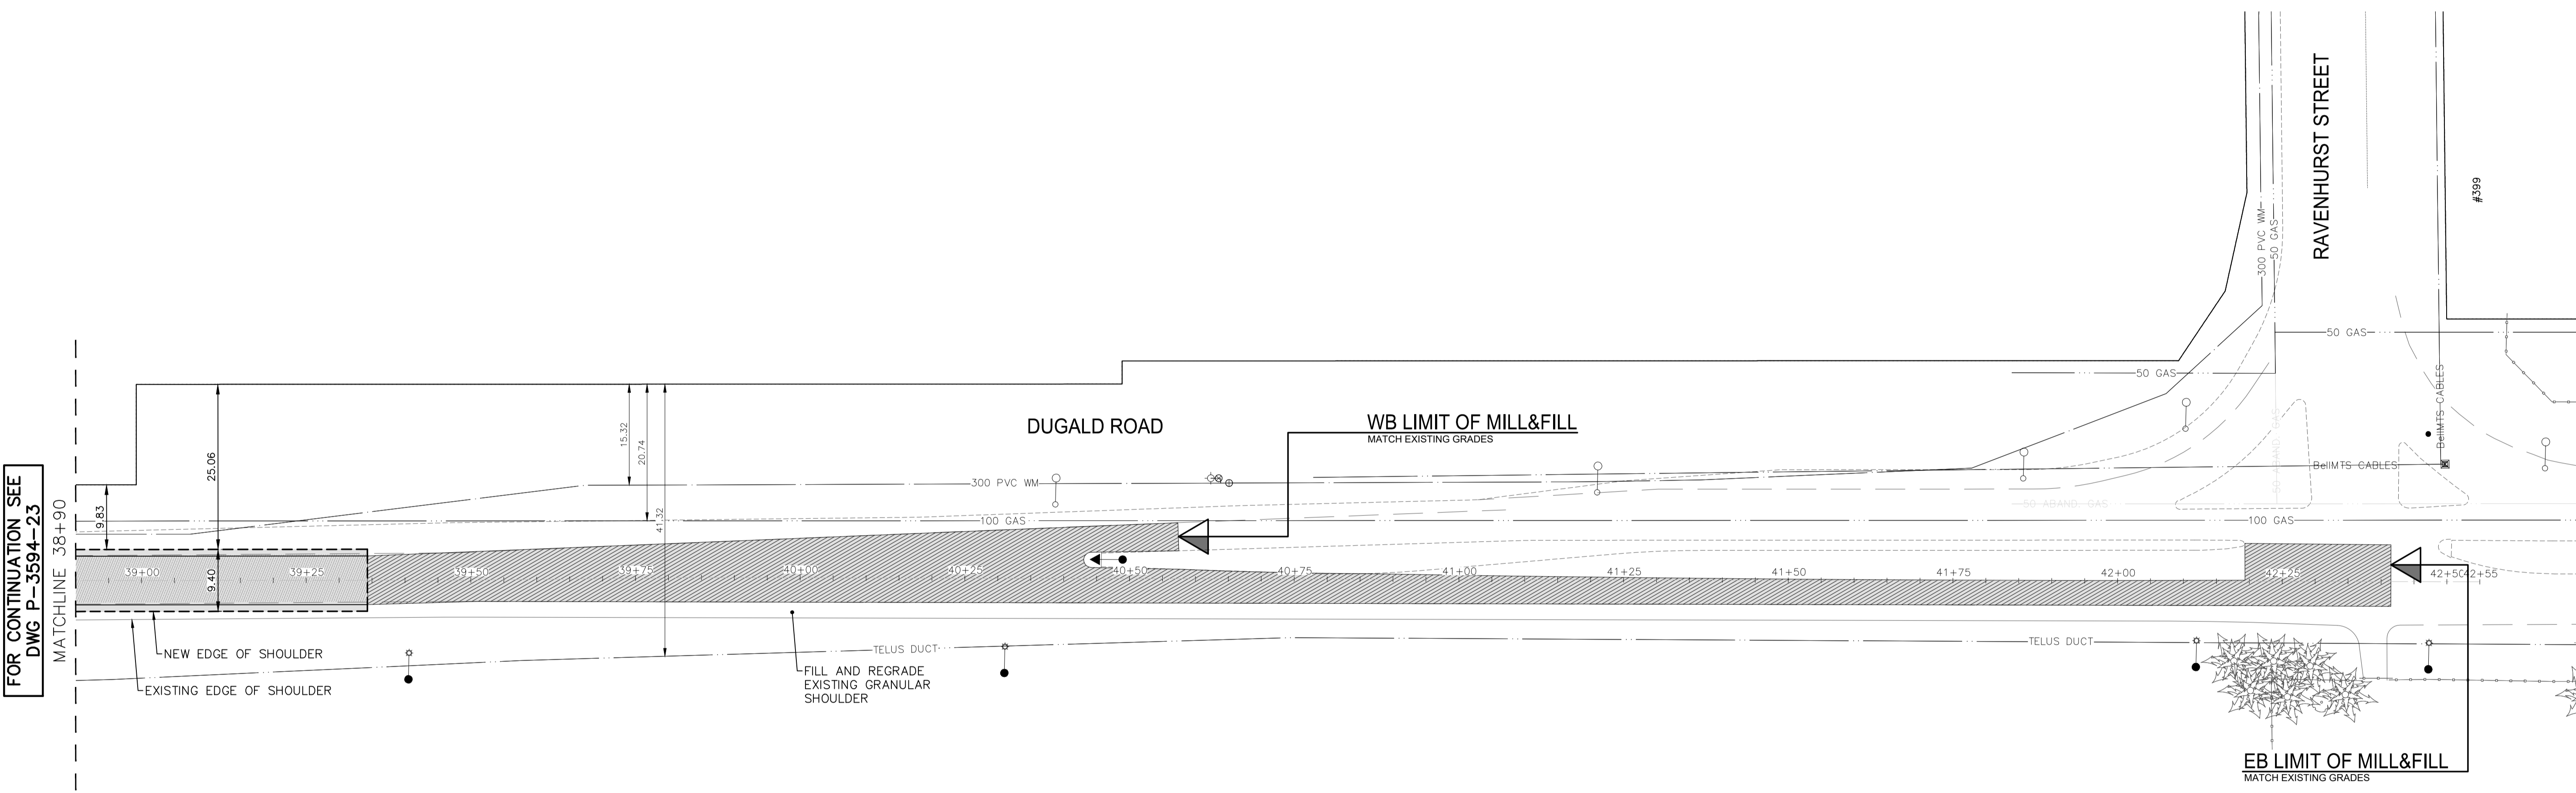 FOR CONTINUATION SEE
DWG P-3594-23
MATCHLINE 38+90
9.83
25.06
9.40
15.32
20.74
41.32
DUGALD ROAD
WB LIMIT OF MILL&FILL
MATCH EXISTING GRADES
300 PVC WM
100 GAS
39+00
39+25
39+50
39+75
40+00
40+25
40+50
40+75
41+00
41+25
41+50
41+75
42+00
42+25
42+50
42+55
NEW EDGE OF SHOULDER
EXISTING EDGE OF SHOULDER
TELUS DUCT
FILL AND REGRADE
EXISTING GRANULAR
SHOULDER
TELUS DUCT
RAVENHURST STREET
300 PVC WM
50 GAS
#399
50 GAS
50 GAS
BellMTS CABLES
BellMTS CABLES
50 ABAND. GAS
50 ABAND. GAS
100 GAS
EB LIMIT OF MILL&FILL
MATCH EXISTING GRADES